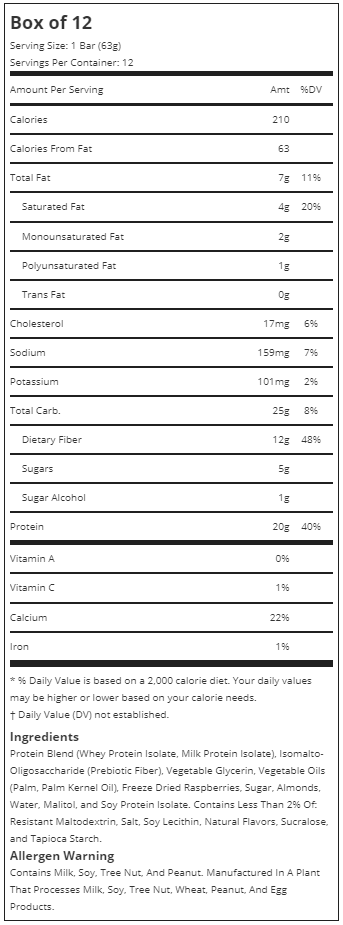 Box of 12
Serving Size: 1 Bar (63g)
Servings Per Container: 12
Amount Per Serving Amt %DV
Calories 210
Calories From Fat 63
Total Fat 7g 11%
Saturated Fat 4g 20%
Monounsaturated Fat 2g
Polyunsaturated Fat 1g
Trans Fat 0g
Cholesterol 17mg 6%
Sodium 159mg 7%
Potassium 101mg 2%
Total Carb. 25g 8%
Dietary Fiber 12g 48%
Sugars 5g
Sugar Alcohol 1g
Protein 20g 40%
Vitamin A 0%
Vitamin C 1%
Calcium 22%
Iron 1%
* % Daily Value is based on a 2,000 calorie diet. Your daily values
may be higher or lower based on your calorie needs.
† Daily Value (DV) not established.
Ingredients
Protein Blend (Whey Protein Isolate, Milk Protein Isolate), Isomalto-
Oligosaccharide (Prebiotic Fiber), Vegetable Glycerin, Vegetable Oils
(Palm, Palm Kernel Oil), Freeze Dried Raspberries, Sugar, Almonds,
Water, Malitol, and Soy Protein Isolate. Contains Less Than 2% Of:
Resistant Maltodextrin, Salt, Soy Lecithin, Natural Flavors, Sucralose,
and Tapioca Starch.
Allergen Warning
Contains Milk, Soy, Tree Nut, And Peanut. Manufactured In A Plant
That Processes Milk, Soy, Tree Nut, Wheat, Peanut, And Egg
Products.